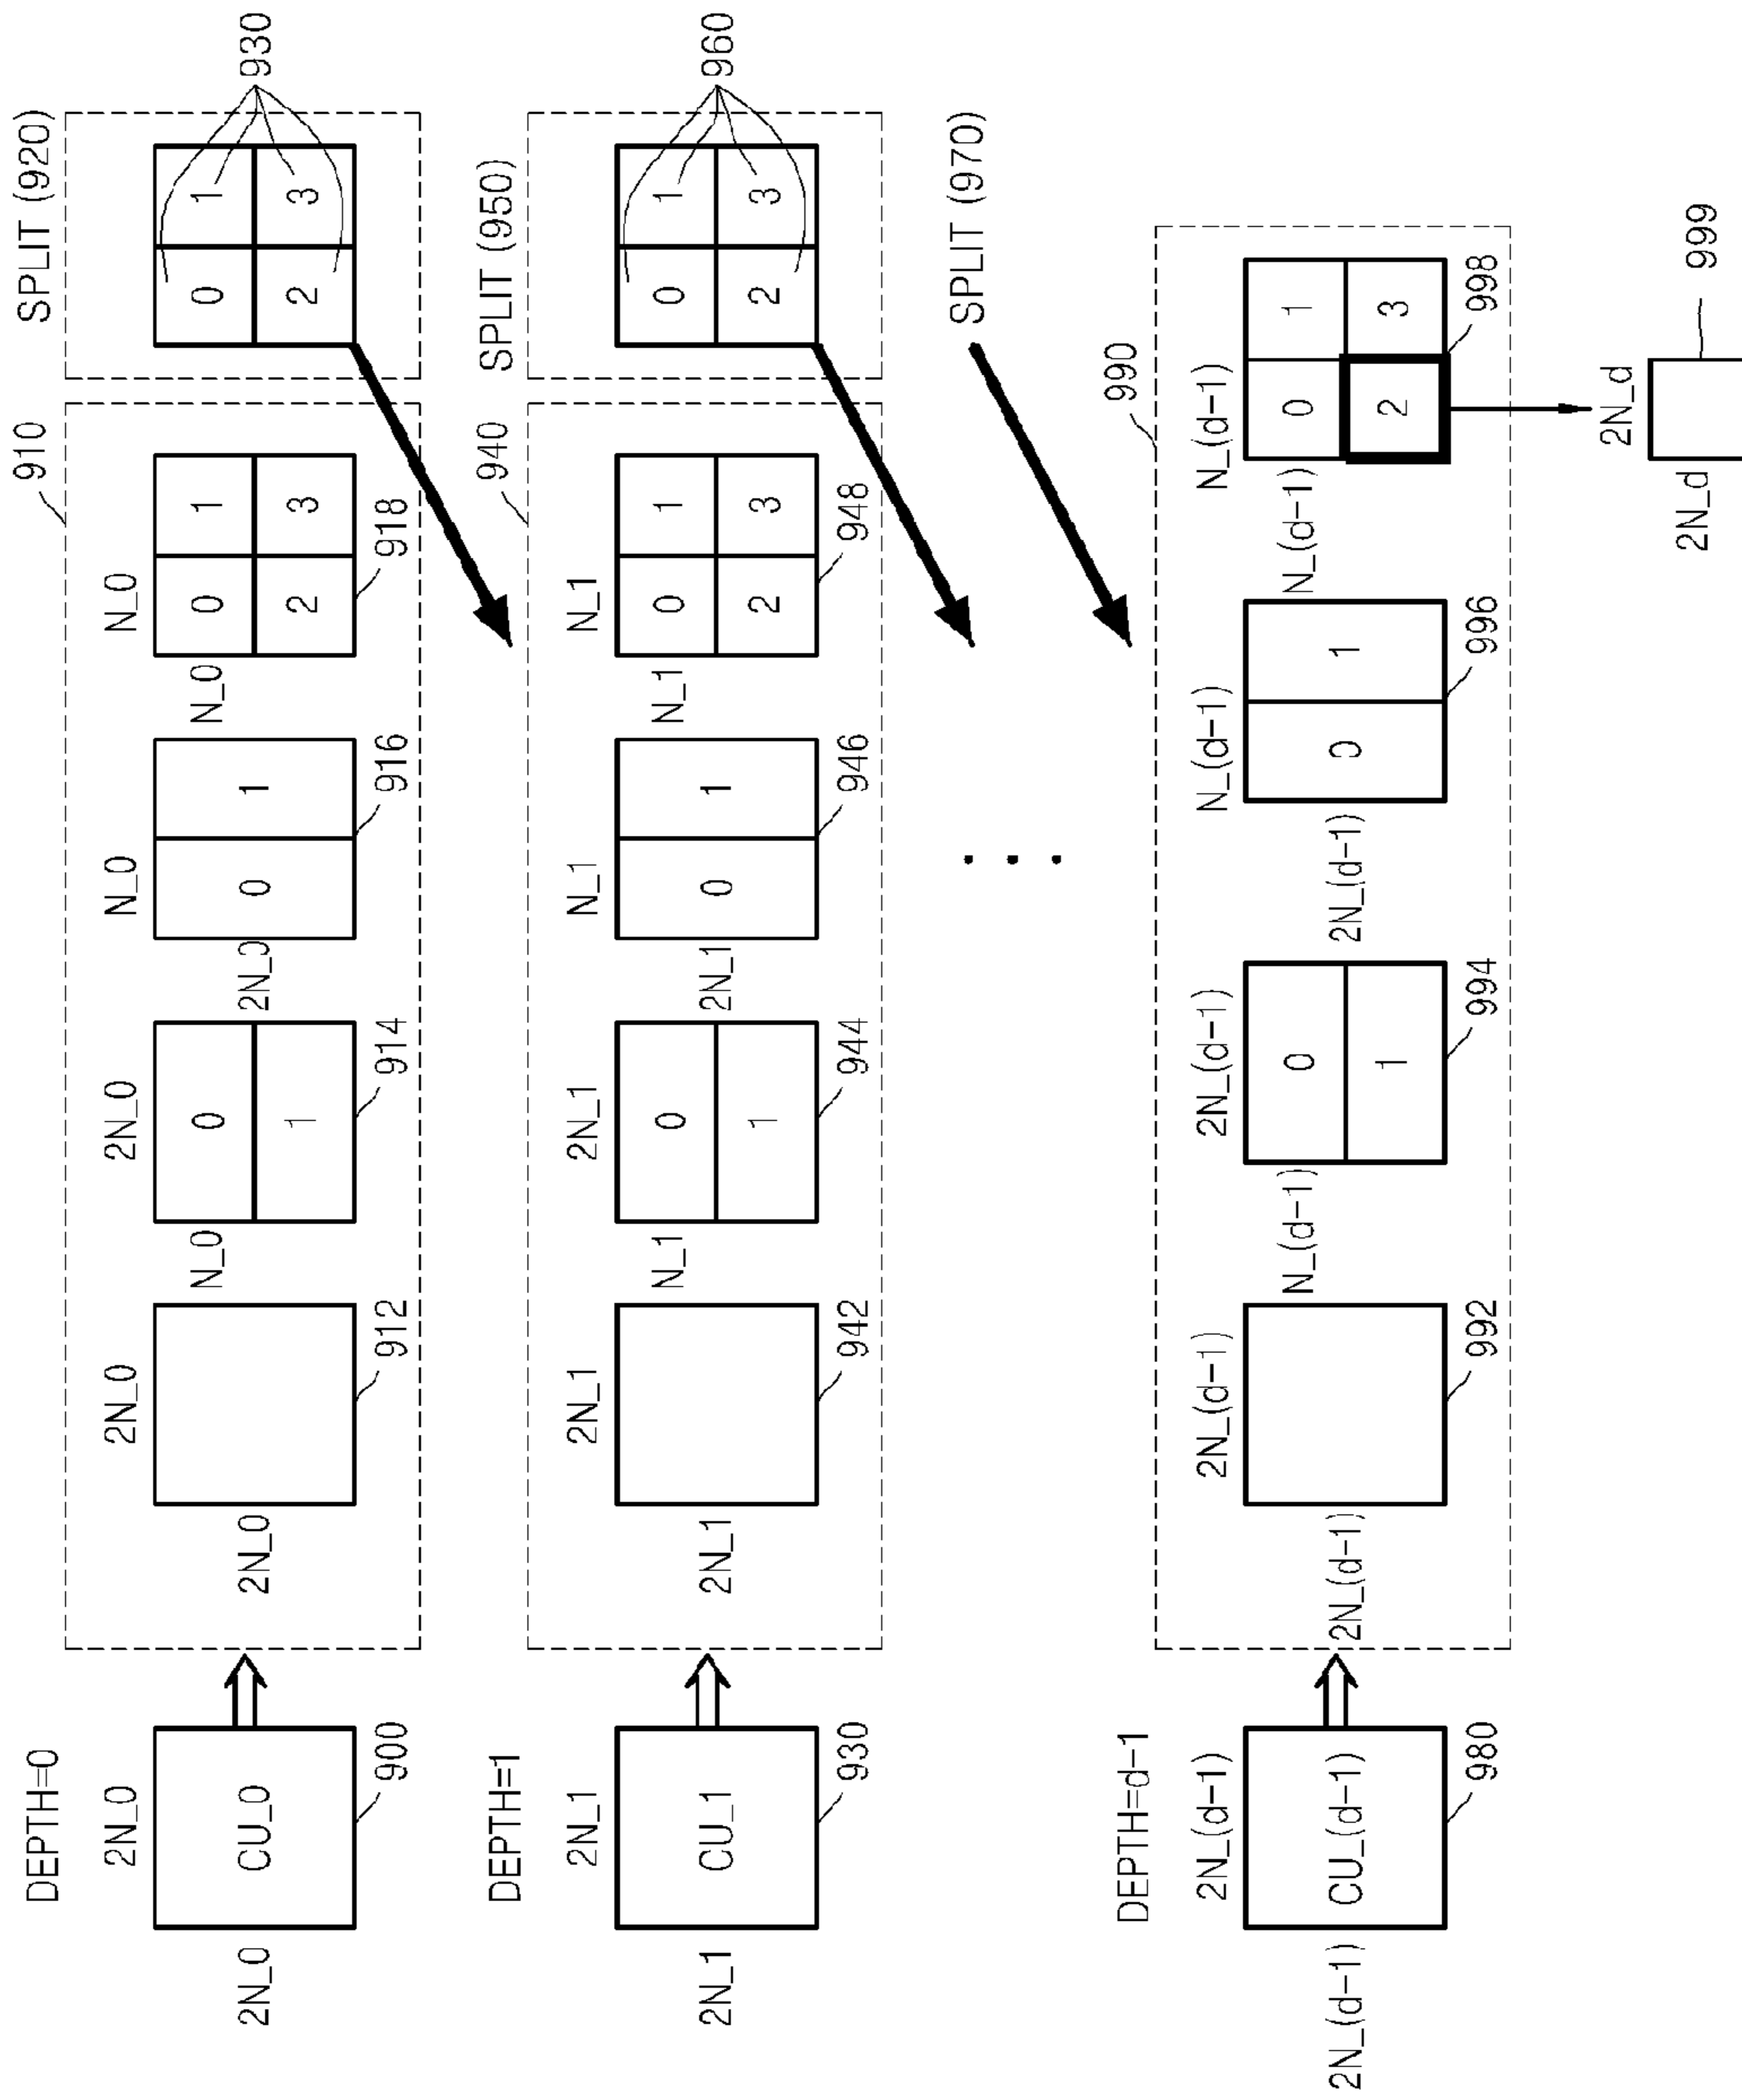 DEPTH=0
2N_0
2N_0
CU_0
900
910
2N_0
2N_0
912
2N_0
N_0
0
1
914
N_0
2N_0
0
1
916
N_0
N_0
0
1
2
3
918
SPLIT (920)
0
1
2
3
930
DEPTH=1
2N_1
2N_1
CU_1
930
940
2N_1
2N_1
942
2N_1
N_1
0
1
944
N_1
2N_1
0
1
946
N_1
N_1
0
1
2
3
948
SPLIT (950)
0
1
2
3
960
SPLIT (970)
DEPTH=d-1
2N_(d-1)
2N_(d-1)
CU_(d-1)
980
990
2N_(d-1)
2N_(d-1)
992
2N_(d-1)
N_(d-1)
0
1
994
N_(d-1)
2N_(d-1)
0
1
996
N_(d-1)
N_(d-1)
0
1
2
3
998
2N_d
2N_d
999